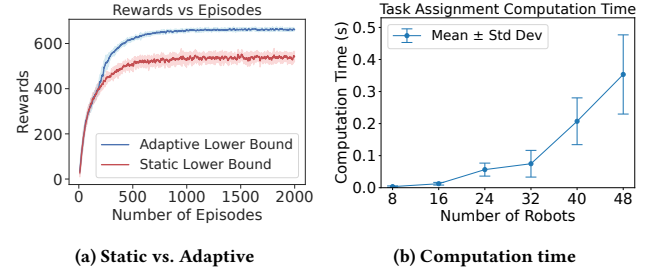 Rewards vs Episodes
600
400
200
0
Rewards
Adaptive Lower Bound
Static Lower Bound
0 500 1000 1500 2000
Number of Episodes
(a) Static vs. Adaptive
Task Assignment Computation Time
0.5
0.4
0.3
0.2
0.1
0.0
Computation Time (s)
Mean ± Std Dev
8 16 24 32 40 48
Number of Robots
(b) Computation time